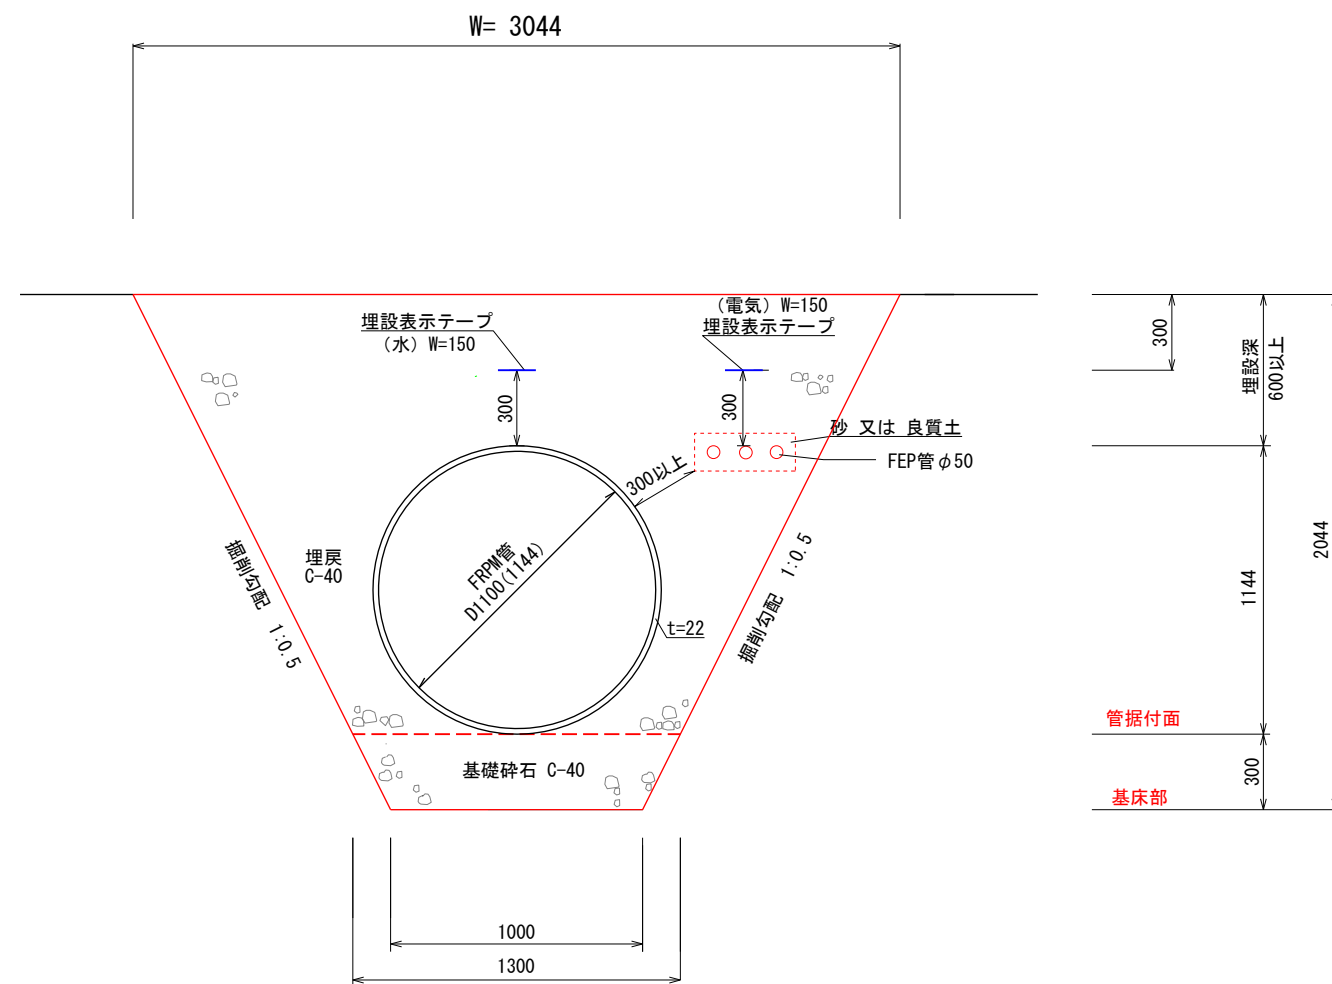 W= 3044
(電気) W=150
埋設表示テープ
埋設表示テープ
(水) W=150
300
埋設深
600以上
300
300
砂 又は 良質土
FEP管φ50
300以上
FRPM管
D1100(1144)
埋戻
C-40
掘削勾配 1:0.5
掘削勾配 1:0.5
t=22
1144
2044
管据付面
基礎砕石 C-40
300
基床部
1000
1300